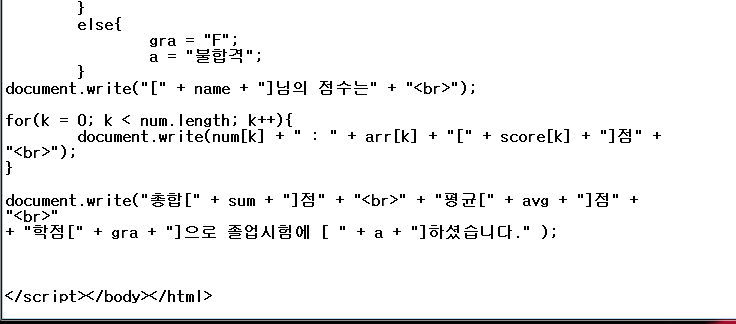 }
else{
gra = "F";
a = "불합격";
}
document.write("[" + name + "]님의 점수는" + "<br>");
for(k = 0; k < num.length; k++){
document.write(num[k] + " : " + arr[k] + "[" + score[k] + "]점" +
"<br>");
}
document.write("총합[" + sum + "]점" + "<br>" + "평균[" + avg + "]점" +
"<br>"
+ "학점[" + gra + "]으로 졸업시험에 [ " + a + "]하셨습니다." );
</script></body></html>